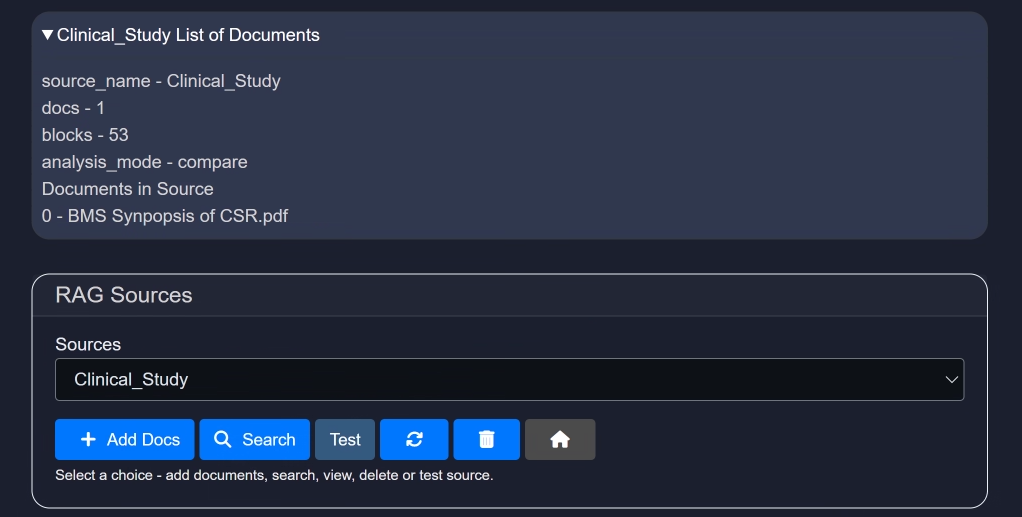 ▼Clinical_Study List of Documents
source_name - Clinical_Study
docs - 1
blocks - 53
analysis_mode - compare
Documents in Source
0 - BMS Synpopsis of CSR.pdf
RAG Sources
Sources
Clinical_Study
+ Add Docs Search Test
Select a choice - add documents, search, view, delete or test source.